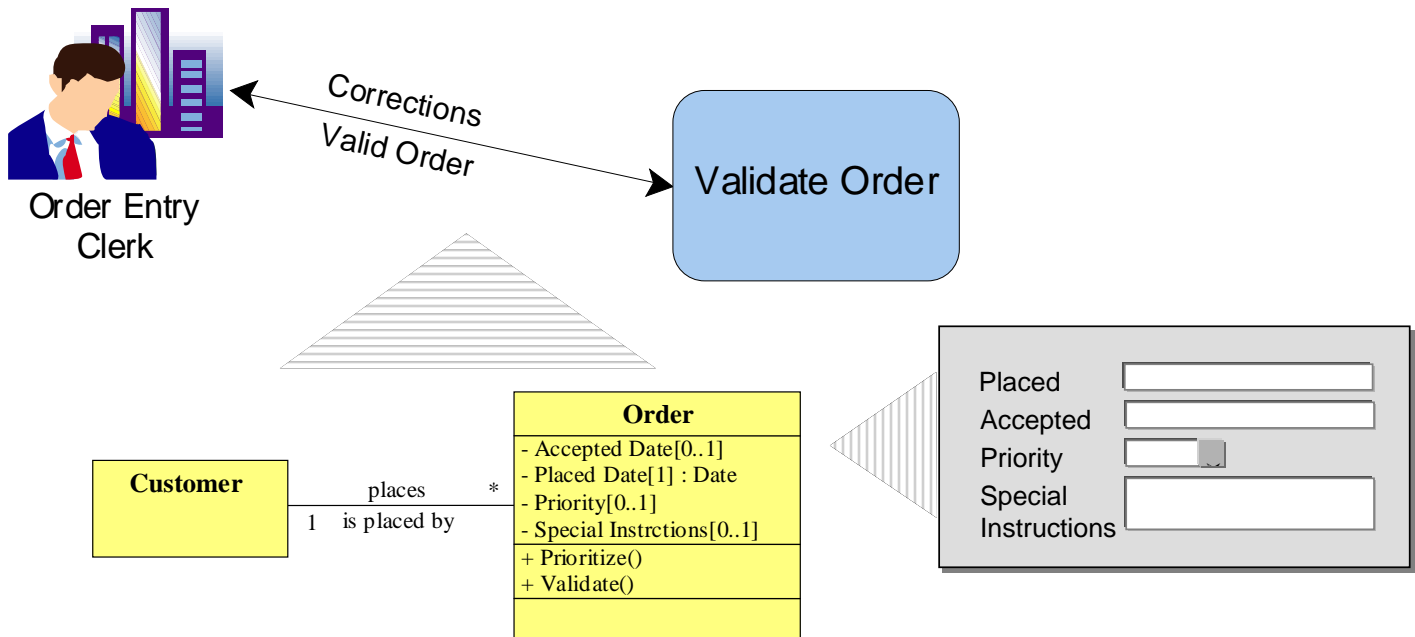 Corrections
Valid Order
Validate Order
Order Entry
Clerk
Customer
places
*
1
is placed by
Order
- Accepted Date[0..1]
- Placed Date[1] : Date
- Priority[0..1]
- Special Instrctions[0..1]
+ Prioritize()
+ Validate()
Placed
Accepted
Priority
Special
Instructions